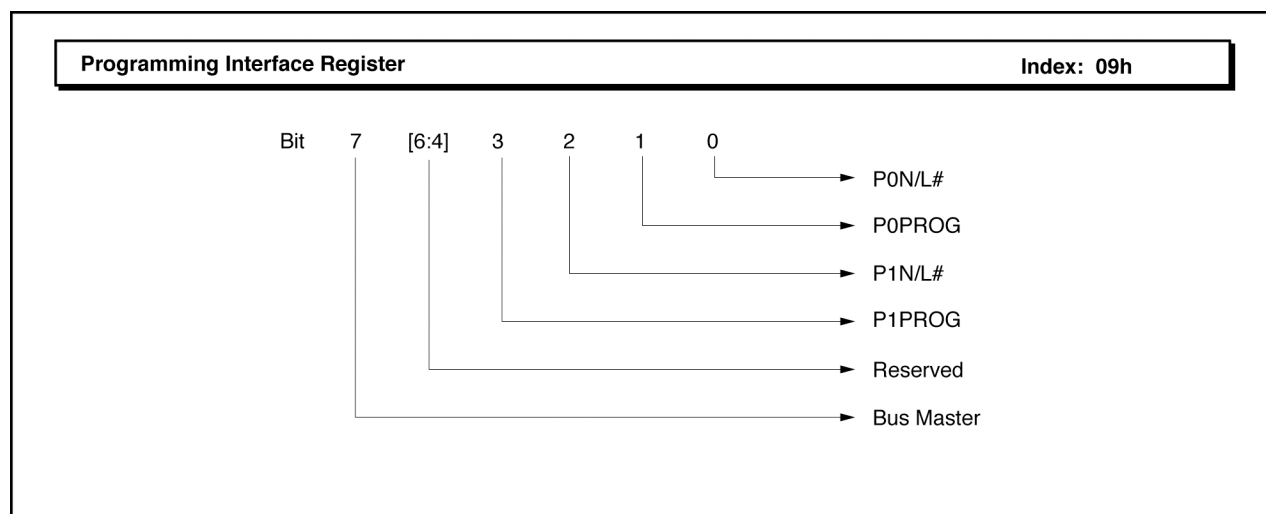 Programming Interface Register Index: 09h
Bit 7 [6:4] 3 2 1 0
P0N/L#
P0PROG
P1N/L#
P1PROG
Reserved
Bus Master